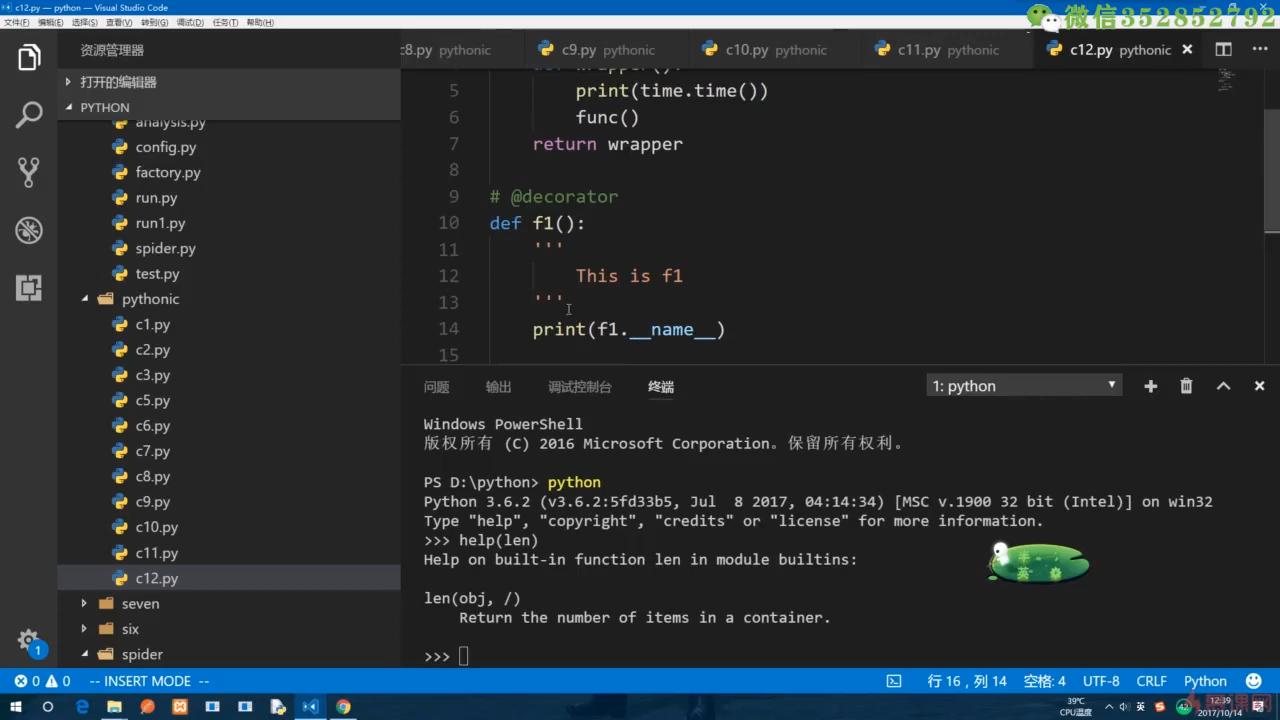 c12.py — python — Visual Studio Code
微信352852792
文件(F) 编辑(E) 选择(S) 查看(V) 转到(G) 调试(D) 任务(T) 帮助(H)
资源管理器
c8.py pythonic
c9.py pythonic
c10.py pythonic
c11.py pythonic
c12.py pythonic
打开的编辑器
PYTHON
analysis.py
config.py
factory.py
run.py
run1.py
spider.py
test.py
pythonic
c1.py
c2.py
c3.py
c5.py
c6.py
c7.py
c8.py
c9.py
c10.py
c11.py
c12.py
seven
six
spider
def wrapper():
5 print(time.time())
6 func()
7 return wrapper
8
9 # @decorator
10 def f1():
11 '''
12 This is f1
13 '''
14 print(f1.__name__)
15
问题 输出 调试控制台 终端
1: python
Windows PowerShell
版权所有 (C) 2016 Microsoft Corporation。保留所有权利。
PS D:\python> python
Python 3.6.2 (v3.6.2:5fd33b5, Jul  8 2017, 04:14:34) [MSC v.1900 32 bit (Intel)] on win32
Type "help", "copyright", "credits" or "license" for more information.
>>> help(len)
Help on built-in function len in module builtins:
len(obj, /)
Return the number of items in a container.
>>>
半
英
1
0 0 -- INSERT MODE --
行 16，列 14 空格: 4 UTF-8 CRLF Python
39℃
CPU温度
英
42
12:39
2017/10/14
慕课网